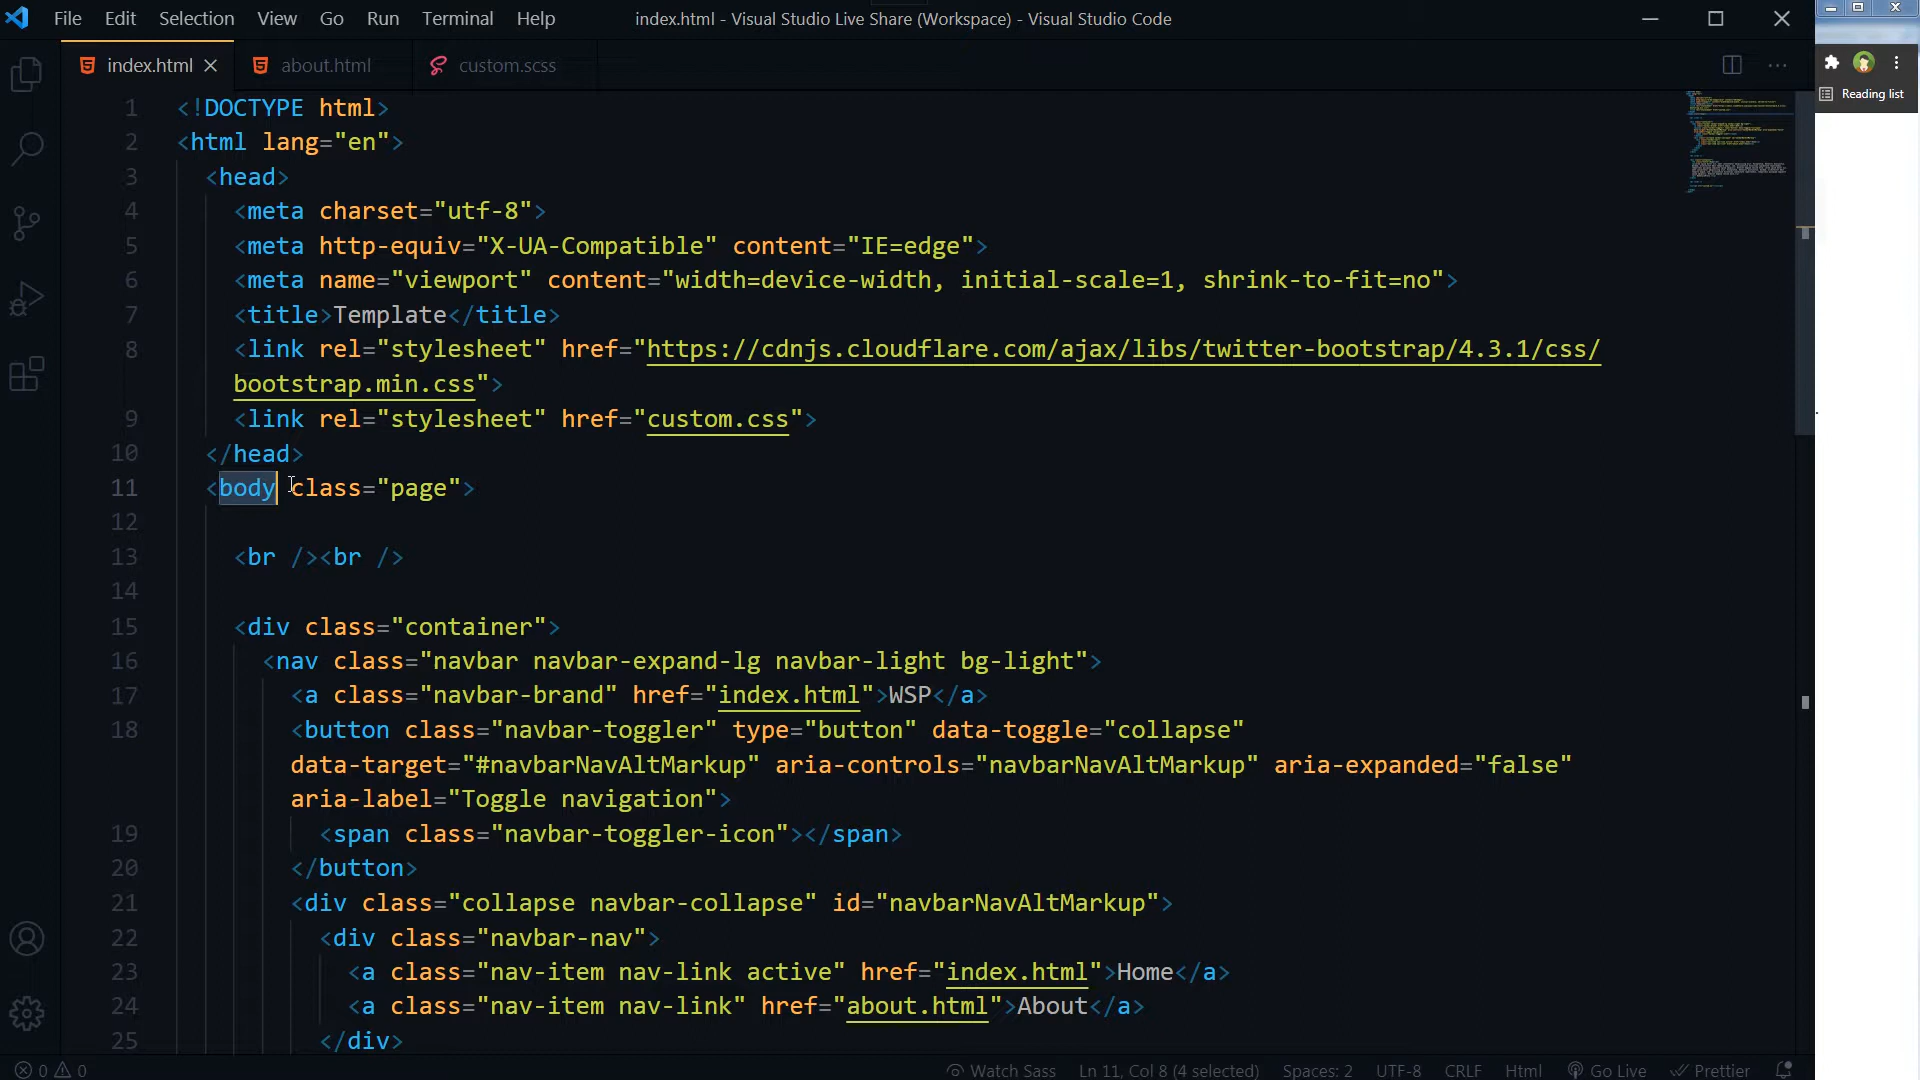 File Edit Selection View Go Run Terminal Help index.html - Visual Studio Live Share (Workspace) - Visual Studio Code
index.html about.html custom.scss
Reading list
1 <!DOCTYPE html>
2 <html lang="en">
3 <head>
4 <meta charset="utf-8">
5 <meta http-equiv="X-UA-Compatible" content="IE=edge">
6 <meta name="viewport" content="width=device-width, initial-scale=1, shrink-to-fit=no">
7 <title>Template</title>
8 <link rel="stylesheet" href="https://cdnjs.cloudflare.com/ajax/libs/twitter-bootstrap/4.3.1/css/
bootstrap.min.css">
9 <link rel="stylesheet" href="custom.css">
10 </head>
11 <body class="page">
12
13 <br /><br />
14
15 <div class="container">
16 <nav class="navbar navbar-expand-lg navbar-light bg-light">
17 <a class="navbar-brand" href="index.html">WSP</a>
18 <button class="navbar-toggler" type="button" data-toggle="collapse"
data-target="#navbarNavAltMarkup" aria-controls="navbarNavAltMarkup" aria-expanded="false"
aria-label="Toggle navigation">
19 <span class="navbar-toggler-icon"></span>
20 </button>
21 <div class="collapse navbar-collapse" id="navbarNavAltMarkup">
22 <div class="navbar-nav">
23 <a class="nav-item nav-link active" href="index.html">Home</a>
24 <a class="nav-item nav-link" href="about.html">About</a>
25 </div>
0 0 Watch Sass Ln 11, Col 8 (4 selected) Spaces: 2 UTF-8 CRLF Html Go Live Prettier